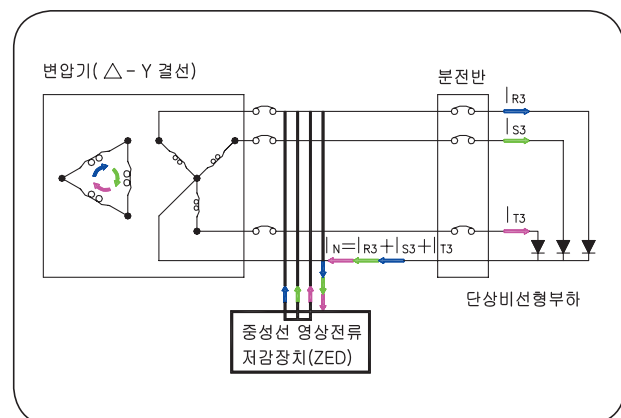 변압기(△-Y 결선)
분전반
IR3
IS3
IT3
IN=IR3+IS3+IT3
단상비선형부하
중성선 영상전류
저감장치(ZED)